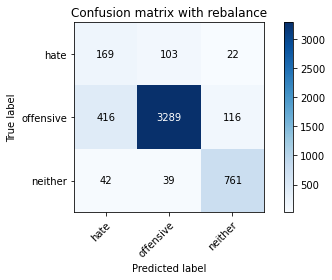 Confusion matrix with rebalance
True label
hate
offensive
neither
169 103 22
416 3289 116
42 39 761
hate
offensive
neither
Predicted label
3000
2500
2000
1500
1000
500